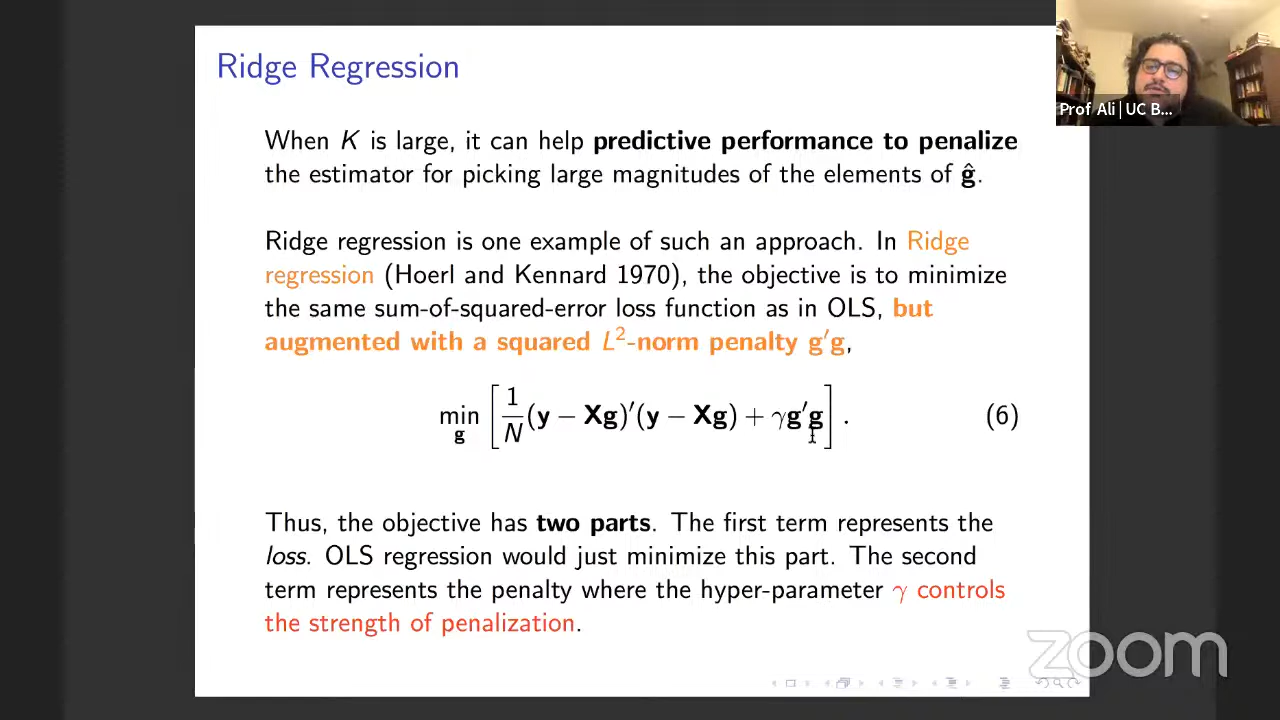 Ridge Regression
Prof Ali | UC B...
When K is large, it can help predictive performance to penalize
the estimator for picking large magnitudes of the elements of ĝ.
Ridge regression is one example of such an approach. In Ridge
regression (Hoerl and Kennard 1970), the objective is to minimize
the same sum-of-squared-error loss function as in OLS, but
augmented with a squared L²-norm penalty g′g,
min_g [ 1/N (y − Xg)′(y − Xg) + γg′g ] . (6)
Thus, the objective has two parts. The first term represents the
loss. OLS regression would just minimize this part. The second
term represents the penalty where the hyper-parameter γ controls
the strength of penalization.
zoom